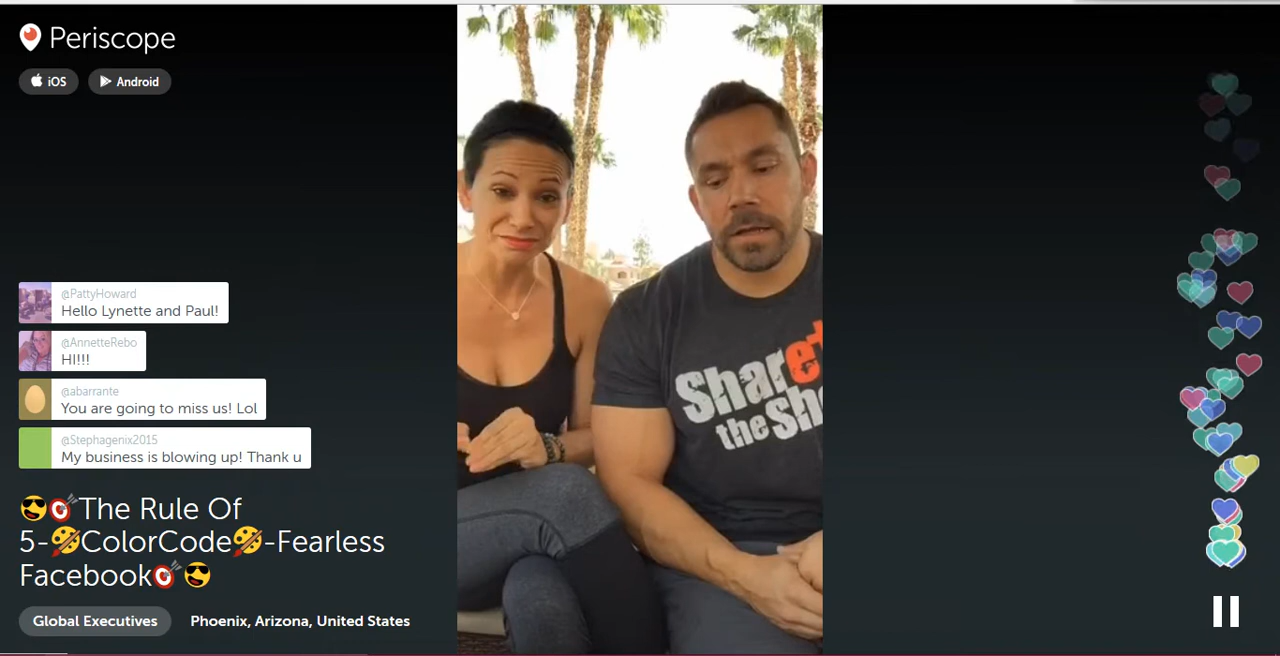 Periscope
iOS
Android
@PattyHoward
Hello Lynette and Paul!
@AnnetteRebo
HI!!!
@abarrante
You are going to miss us! Lol
@Stephagenix2015
My business is blowing up! Thank u
😎🎯The Rule Of
5-🎨ColorCode🎨-Fearless
Facebook🎯😎
Global Executives
Phoenix, Arizona, United States
Share
the